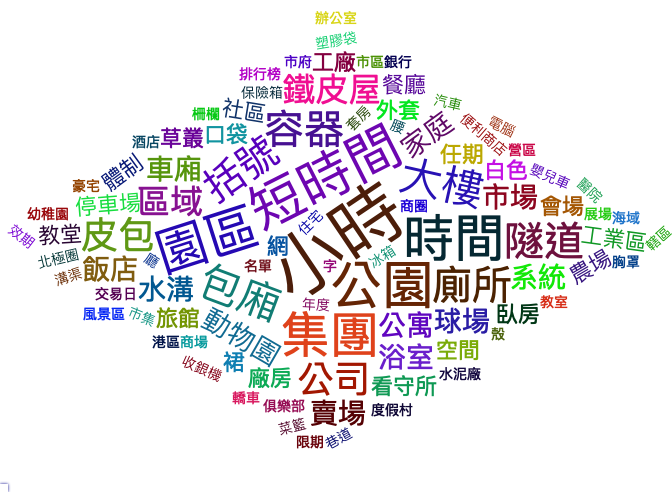 辦公室
塑膠袋
市府
工廠
市區
銀行
排行榜
鐵皮屋
餐廳
保險箱
汽車
柵欄
社區
容器
套房
外套
腰
家庭
便利商店
電腦
酒店
草叢
口袋
短時間
任期
營區
體制
車廂
括號
大樓
白色
嬰兒車
醫院
豪宅
停車場
區域
住宅
商圈
市場
會場
展場
海域
幼稚園
效期
教堂
皮包
園區
小時
時間
隧道
工業區
轄區
北極圈
飯店
廳
網
名單
字
冰箱
公園
廁所
系統
農場
胸罩
溝渠
交易日
水溝
包廂
年度
教室
風景區
市集
旅館
動物園
集團
公寓
球場
臥房
殼
港區
商場
裙
浴室
空間
收銀機
廠房
公司
看守所
水泥廠
轎車
俱樂部
賣場
度假村
菜籃
限期
巷道